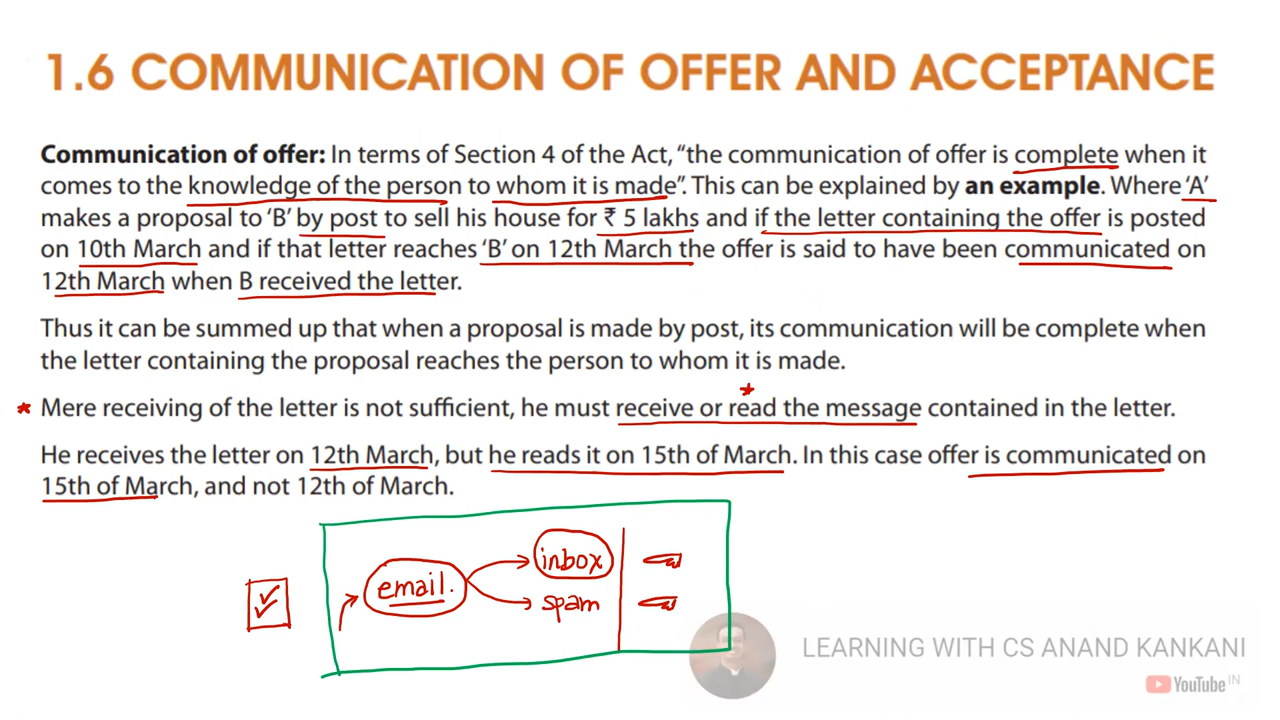 1.6 COMMUNICATION OF OFFER AND ACCEPTANCE
Communication of offer: In terms of Section 4 of the Act, “the communication of offer is complete when it
comes to the knowledge of the person to whom it is made”. This can be explained by an example. Where ‘A’
makes a proposal to ‘B’ by post to sell his house for ₹ 5 lakhs and if the letter containing the offer is posted
on 10th March and if that letter reaches ‘B’ on 12th March the offer is said to have been communicated on
12th March when B received the letter.
Thus it can be summed up that when a proposal is made by post, its communication will be complete when
the letter containing the proposal reaches the person to whom it is made.
* Mere receiving of the letter is not sufficient, he must receive or read the message contained in the letter.
He receives the letter on 12th March, but he reads it on 15th of March. In this case offer is communicated on
15th of March, and not 12th of March.
inbox
email.
spam
LEARNING WITH CS ANAND KANKANI
YouTube IN